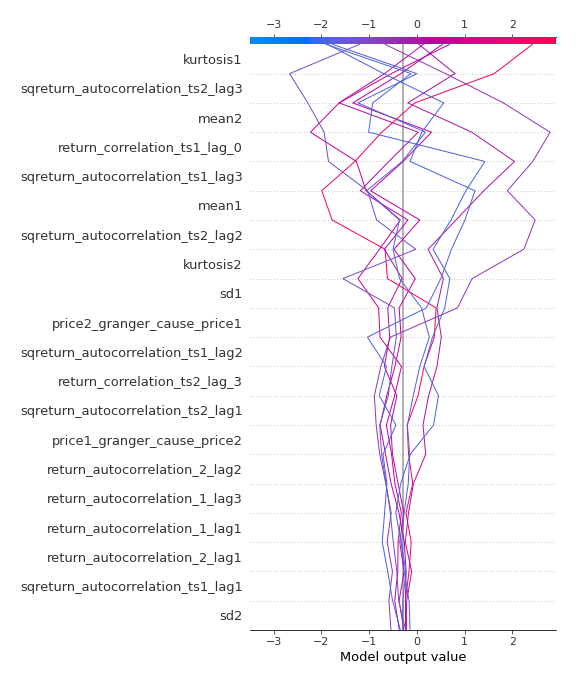 −3 −2 −1 0 1 2
kurtosis1
sqreturn_autocorrelation_ts2_lag3
mean2
return_correlation_ts1_lag_0
sqreturn_autocorrelation_ts1_lag3
mean1
sqreturn_autocorrelation_ts2_lag2
kurtosis2
sd1
price2_granger_cause_price1
sqreturn_autocorrelation_ts1_lag2
return_correlation_ts2_lag_3
sqreturn_autocorrelation_ts2_lag1
price1_granger_cause_price2
return_autocorrelation_2_lag2
return_autocorrelation_1_lag3
return_autocorrelation_1_lag1
return_autocorrelation_2_lag1
sqreturn_autocorrelation_ts1_lag1
sd2
−3 −2 −1 0 1 2
Model output value